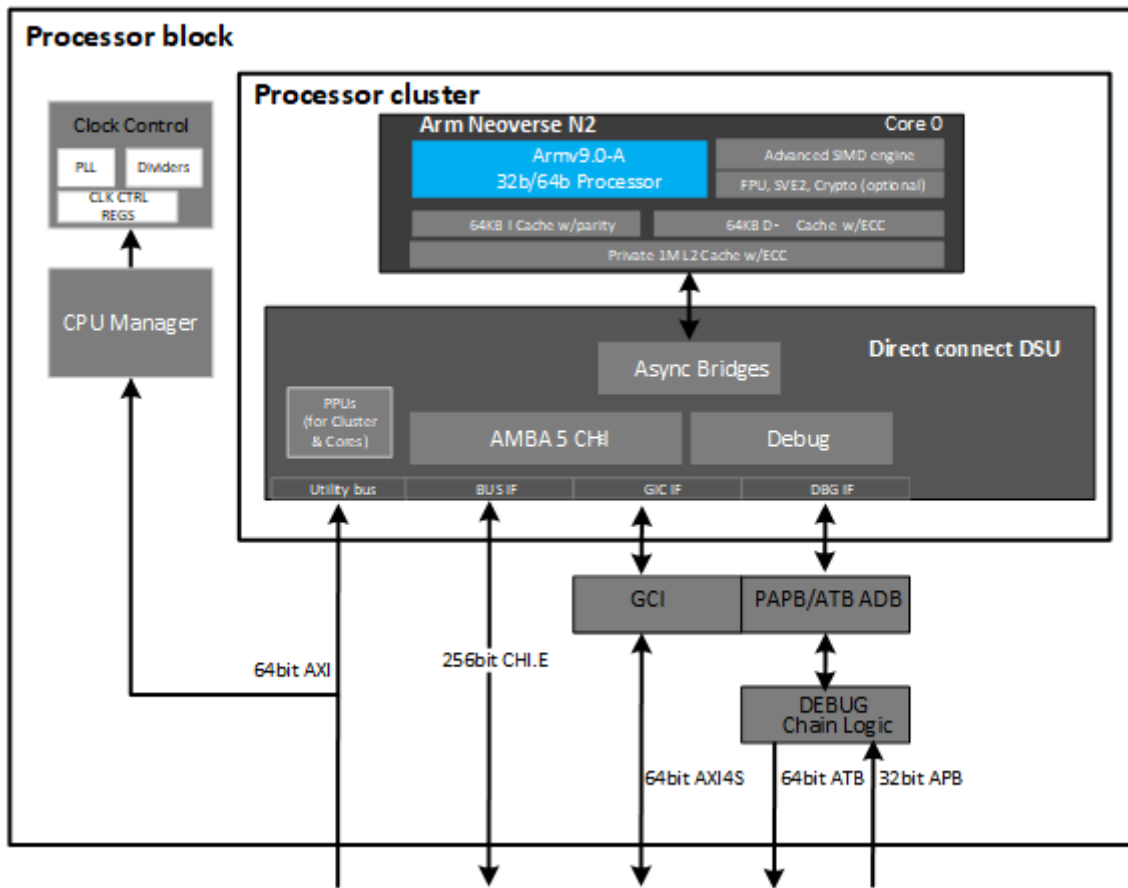 Processor block
Processor cluster
Clock Control
PLL
Dividers
CLK CTRL
REGS
CPU Manager
Arm Neoverse N2
Core 0
Armv9.0-A
32b/64b Processor
Advanced SIMD engine
FPU, SVE2, Crypto (optional)
64KB I Cache w/parity
64KB D- Cache w/ECC
Private 1M L2 Cache w/ECC
Direct connect DSU
Async Bridges
PPUs
(for Cluster
& Cores)
AMBA 5 CHI
Debug
Utility bus
BUS IF
GIC IF
DBG IF
GCI
PAPB/ATB ADB
64bit AXI
256bit CHI.E
DEBUG
Chain Logic
64bit AXI4S
64bit ATB
32bit APB